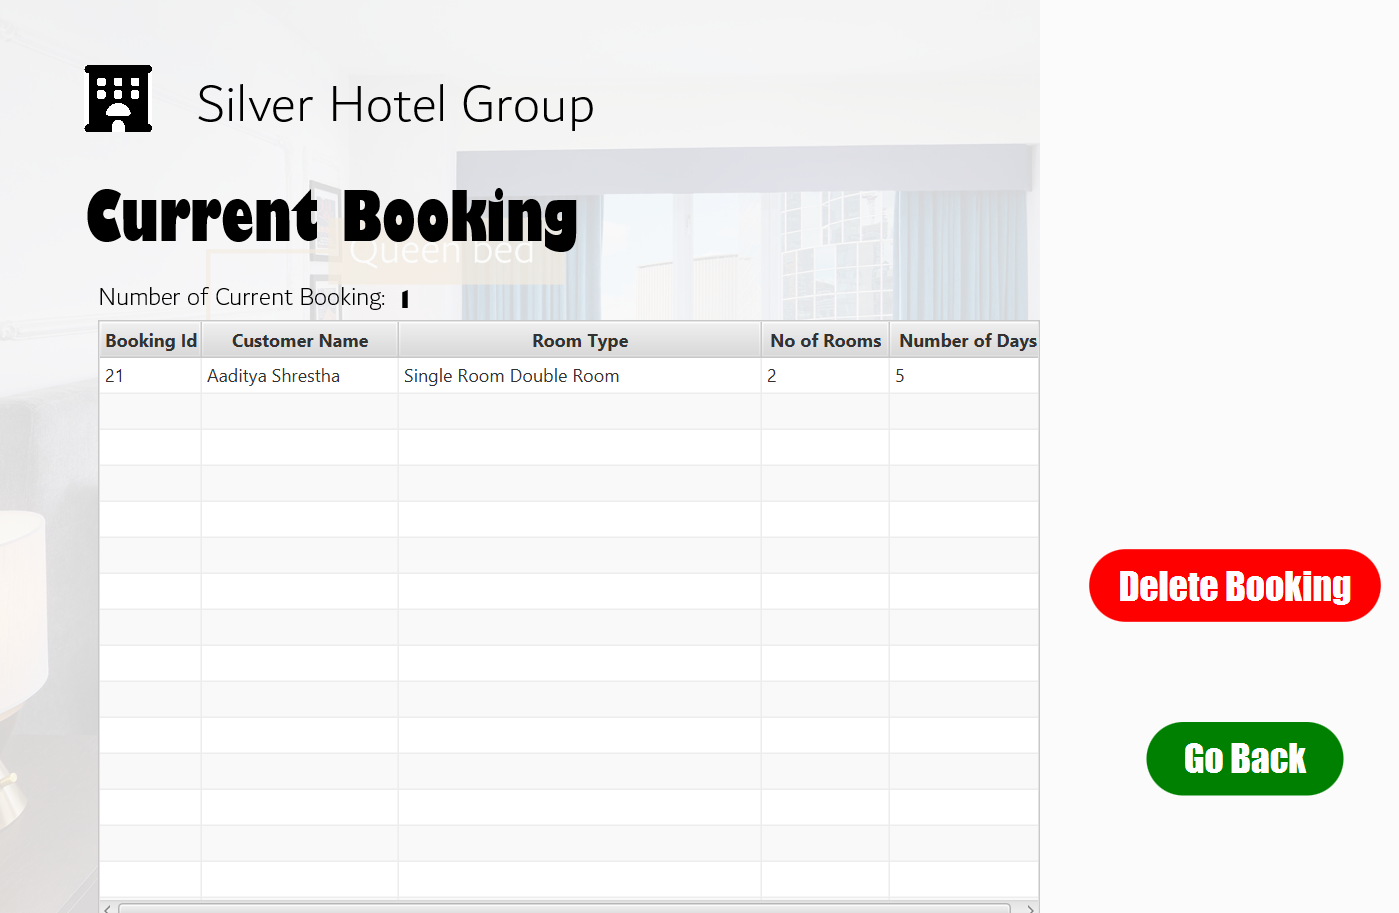 Silver Hotel Group
Current Booking
Queen bed
Number of Current Booking: 1
Booking Id Customer Name Room Type No of Rooms Number of Days
21 Aaditya Shrestha Single Room Double Room 2 5
Delete Booking
Go Back